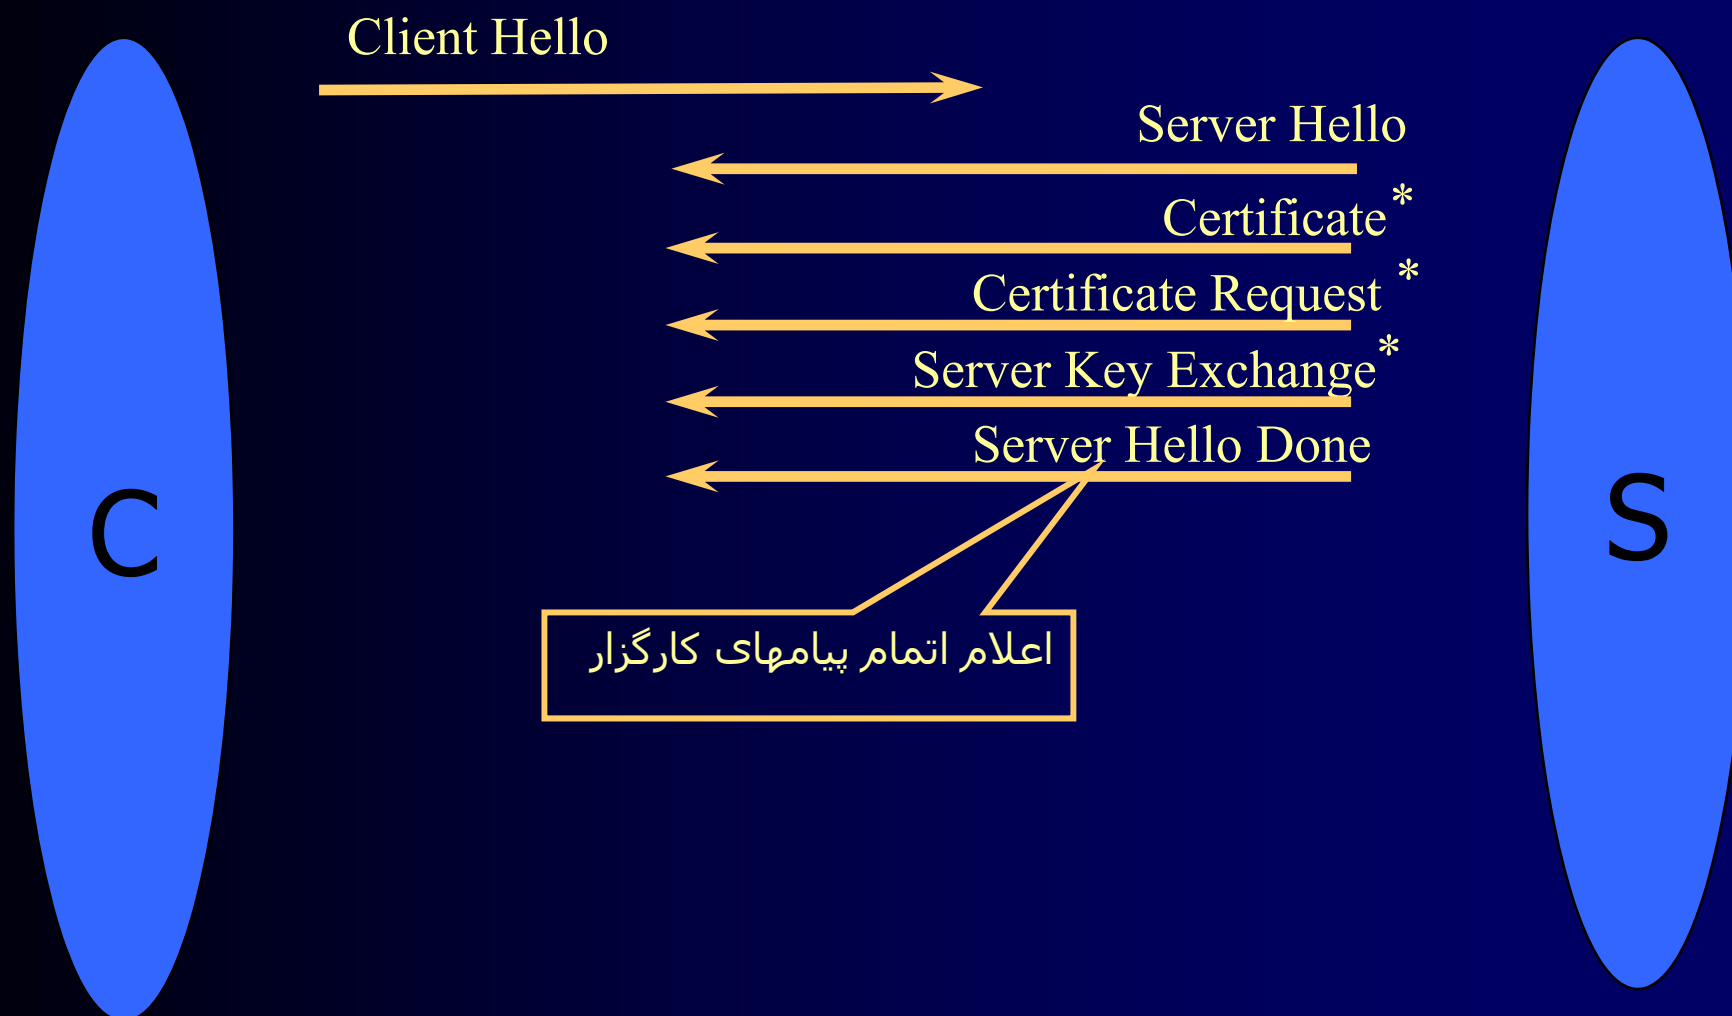 Client Hello
Server Hello
Certificate*
Certificate Request *
Server Key Exchange*
Server Hello Done
C
S
اعلام اتمام پیامهای کارگزار